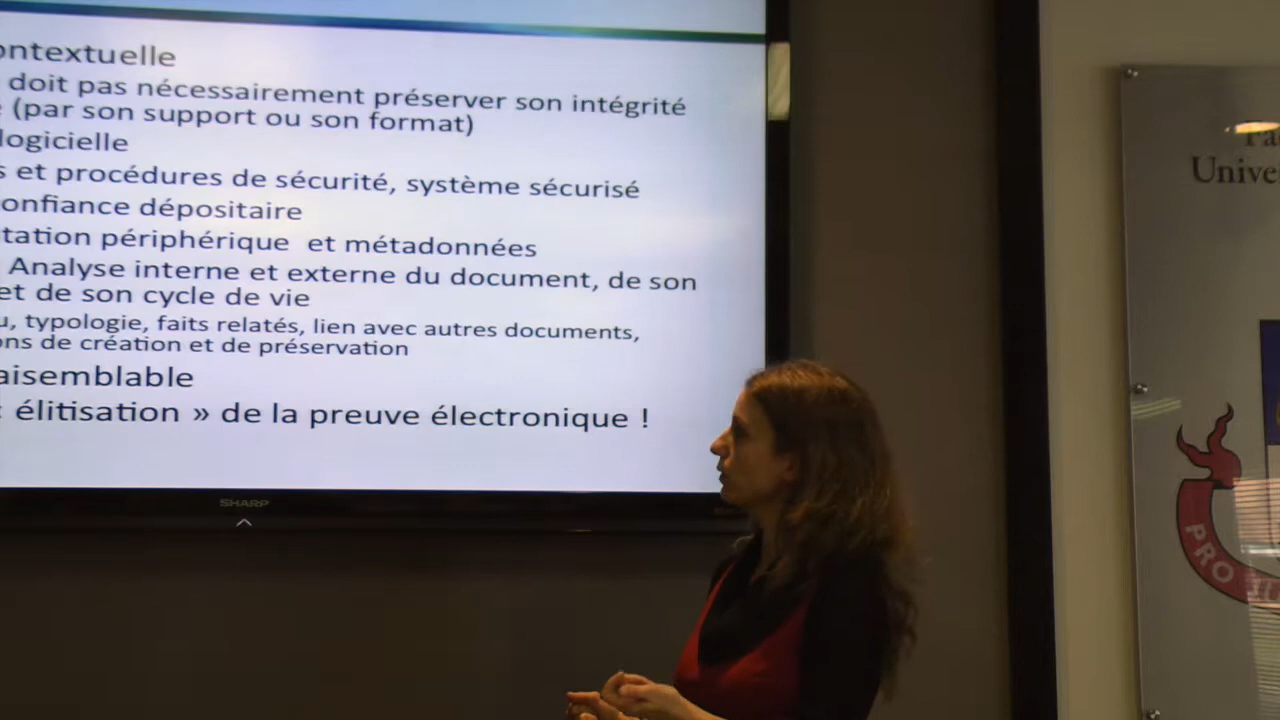 ontextuelle
doit pas nécessairement préserver son intégrité
(par son support ou son format)
logicielle
s et procédures de sécurité, système sécurisé
onfiance dépositaire
tation périphérique et métadonnées
Analyse interne et externe du document, de son
et de son cycle de vie
u, typologie, faits relatés, lien avec autres documents,
ons de création et de préservation
aisemblable
« élitisation » de la preuve électronique !
SHARP
Fa
Unive
PRO